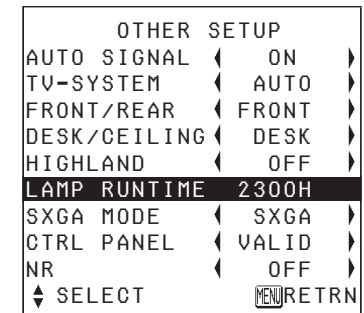 OTHER SETUP
AUTO SIGNAL ON
TV-SYSTEM AUTO
FRONT/REAR FRONT
DESK/CEILING DESK
HIGHLAND OFF
LAMP RUNTIME 2300H
SXGA MODE SXGA
CTRL PANEL VALID
NR OFF
SELECT MENU RETRN